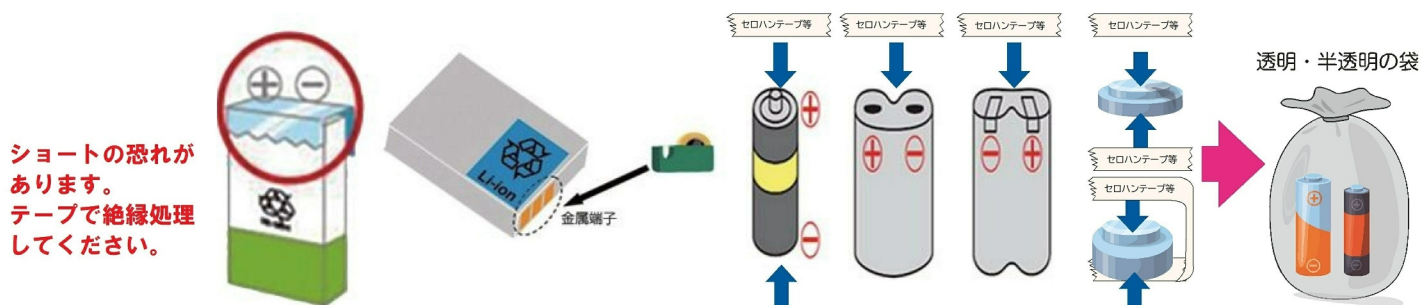 ショートの恐れが
あります。
テープで絶縁処理
してください。
Li-ion
金属端子
セロハンテープ等
セロハンテープ等
セロハンテープ等
セロハンテープ等
セロハンテープ等
セロハンテープ等
透明・半透明の袋